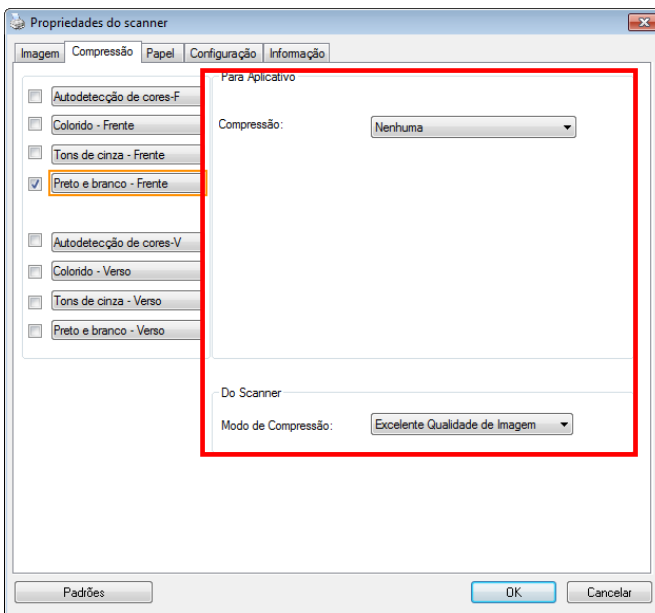 Propriedades do scanner
Imagem Compressão Papel Configuração Informação
Para Aplicativo
Autodetecção de cores-F
Colorido - Frente
Compressão: Nenhuma
Tons de cinza - Frente
Preto e branco - Frente
Autodetecção de cores-V
Colorido - Verso
Tons de cinza - Verso
Preto e branco - Verso
Do Scanner
Modo de Compressão: Excelente Qualidade de Imagem
Padrões OK Cancelar